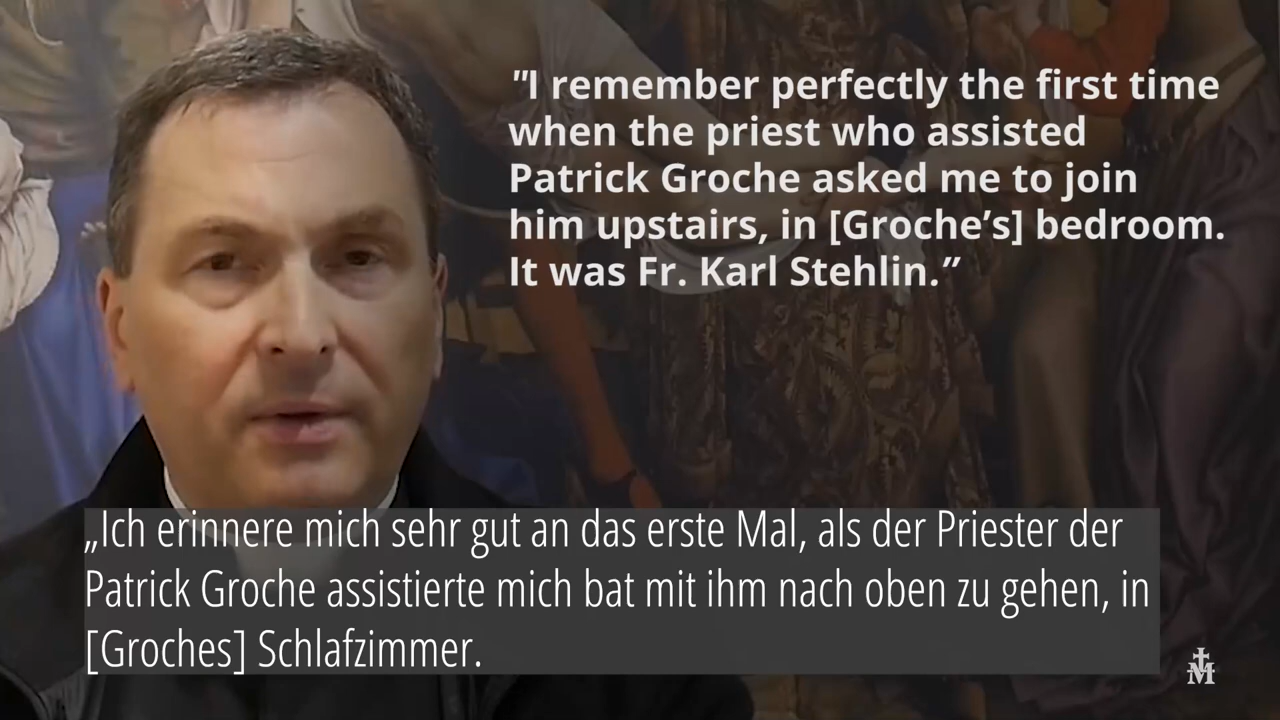 "I remember perfectly the first time
when the priest who assisted
Patrick Groche asked me to join
him upstairs, in [Groche’s] bedroom.
It was Fr. Karl Stehlin.”
„Ich erinnere mich sehr gut an das erste Mal, als der Priester der
Patrick Groche assistierte mich bat mit ihm nach oben zu gehen, in
[Groches] Schlafzimmer.